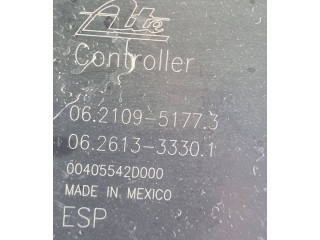 Ate
Controller
06.2109-5177.3
06.2613-3330.1
00405542D000
MADE IN MEXICO
ESP